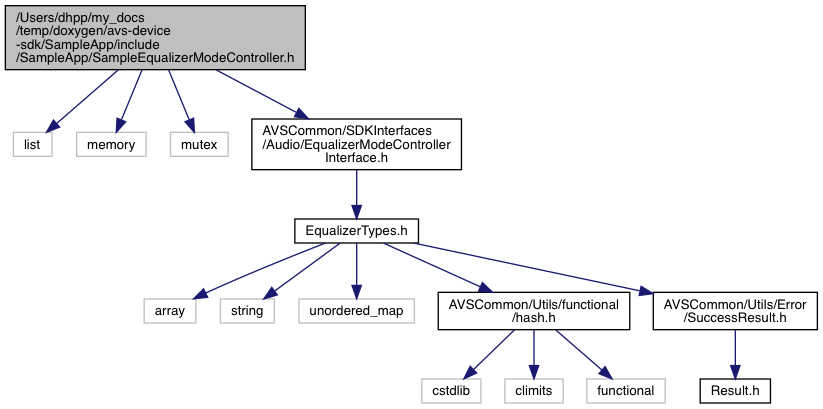 /Users/dhpp/my_docs
/temp/doxygen/avs-device
-sdk/SampleApp/include
/SampleApp/SampleEqualizerModeController.h
list
memory
mutex
AVSCommon/SDKInterfaces
/Audio/EqualizerModeController
Interface.h
EqualizerTypes.h
array
string
unordered_map
AVSCommon/Utils/functional
/hash.h
AVSCommon/Utils/Error
/SuccessResult.h
cstdlib
climits
functional
Result.h